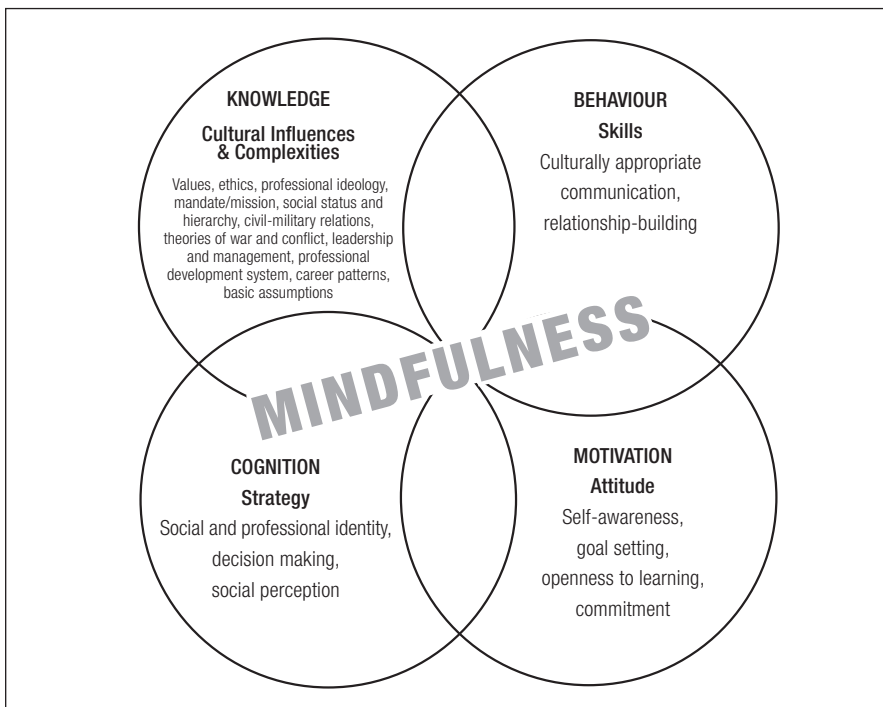 KNOWLEDGE
Cultural Influences
& Complexities
Values, ethics, professional ideology,
mandate/mission, social status and
hierarchy, civil-military relations,
theories of war and conflict, leadership
and management, professional
development system, career patterns,
basic assumptions
BEHAVIOUR
Skills
Culturally appropriate
communication,
relationship-building
MINDFULNESS
COGNITION
Strategy
Social and professional identity,
decision making,
social perception
MOTIVATION
Attitude
Self-awareness,
goal setting,
openness to learning,
commitment